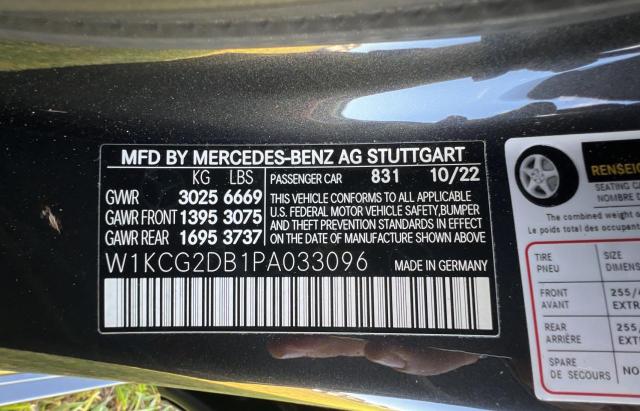 MFD BY MERCEDES-BENZ AG STUTTGART
KG LBS PASSENGER CAR 831 10/22
GVWR 3025 6669
GAWR FRONT 1395 3075
GAWR REAR 1695 3737
THIS VEHICLE CONFORMS TO ALL APPLICABLE
U.S. FEDERAL MOTOR VEHICLE SAFETY,BUMPER
AND THEFT PREVENTION STANDARDS IN EFFECT
ON THE DATE OF MANUFACTURE SHOWN ABOVE
W1KCG2DB1PA033096 MADE IN GERMANY
SEATING
NOMBRE D
The combined weight o
Le poids total des occ
TIRE
PNEU
SIZE
DIMENS
FRONT
AVANT
255/
EXTR
REAR
ARRIÈRE
255/
EXT
SPARE
DE SECOURS
NO